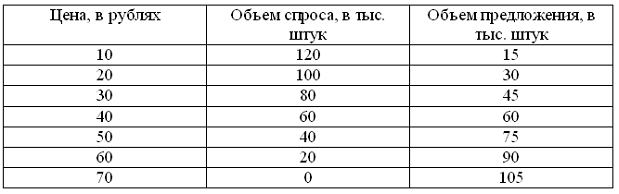 Цена, в рублях Объем спроса, в тыс. штук Объем предложения, в тыс. штук
10 120 15
20 100 30
30 80 45
40 60 60
50 40 75
60 20 90
70 0 105